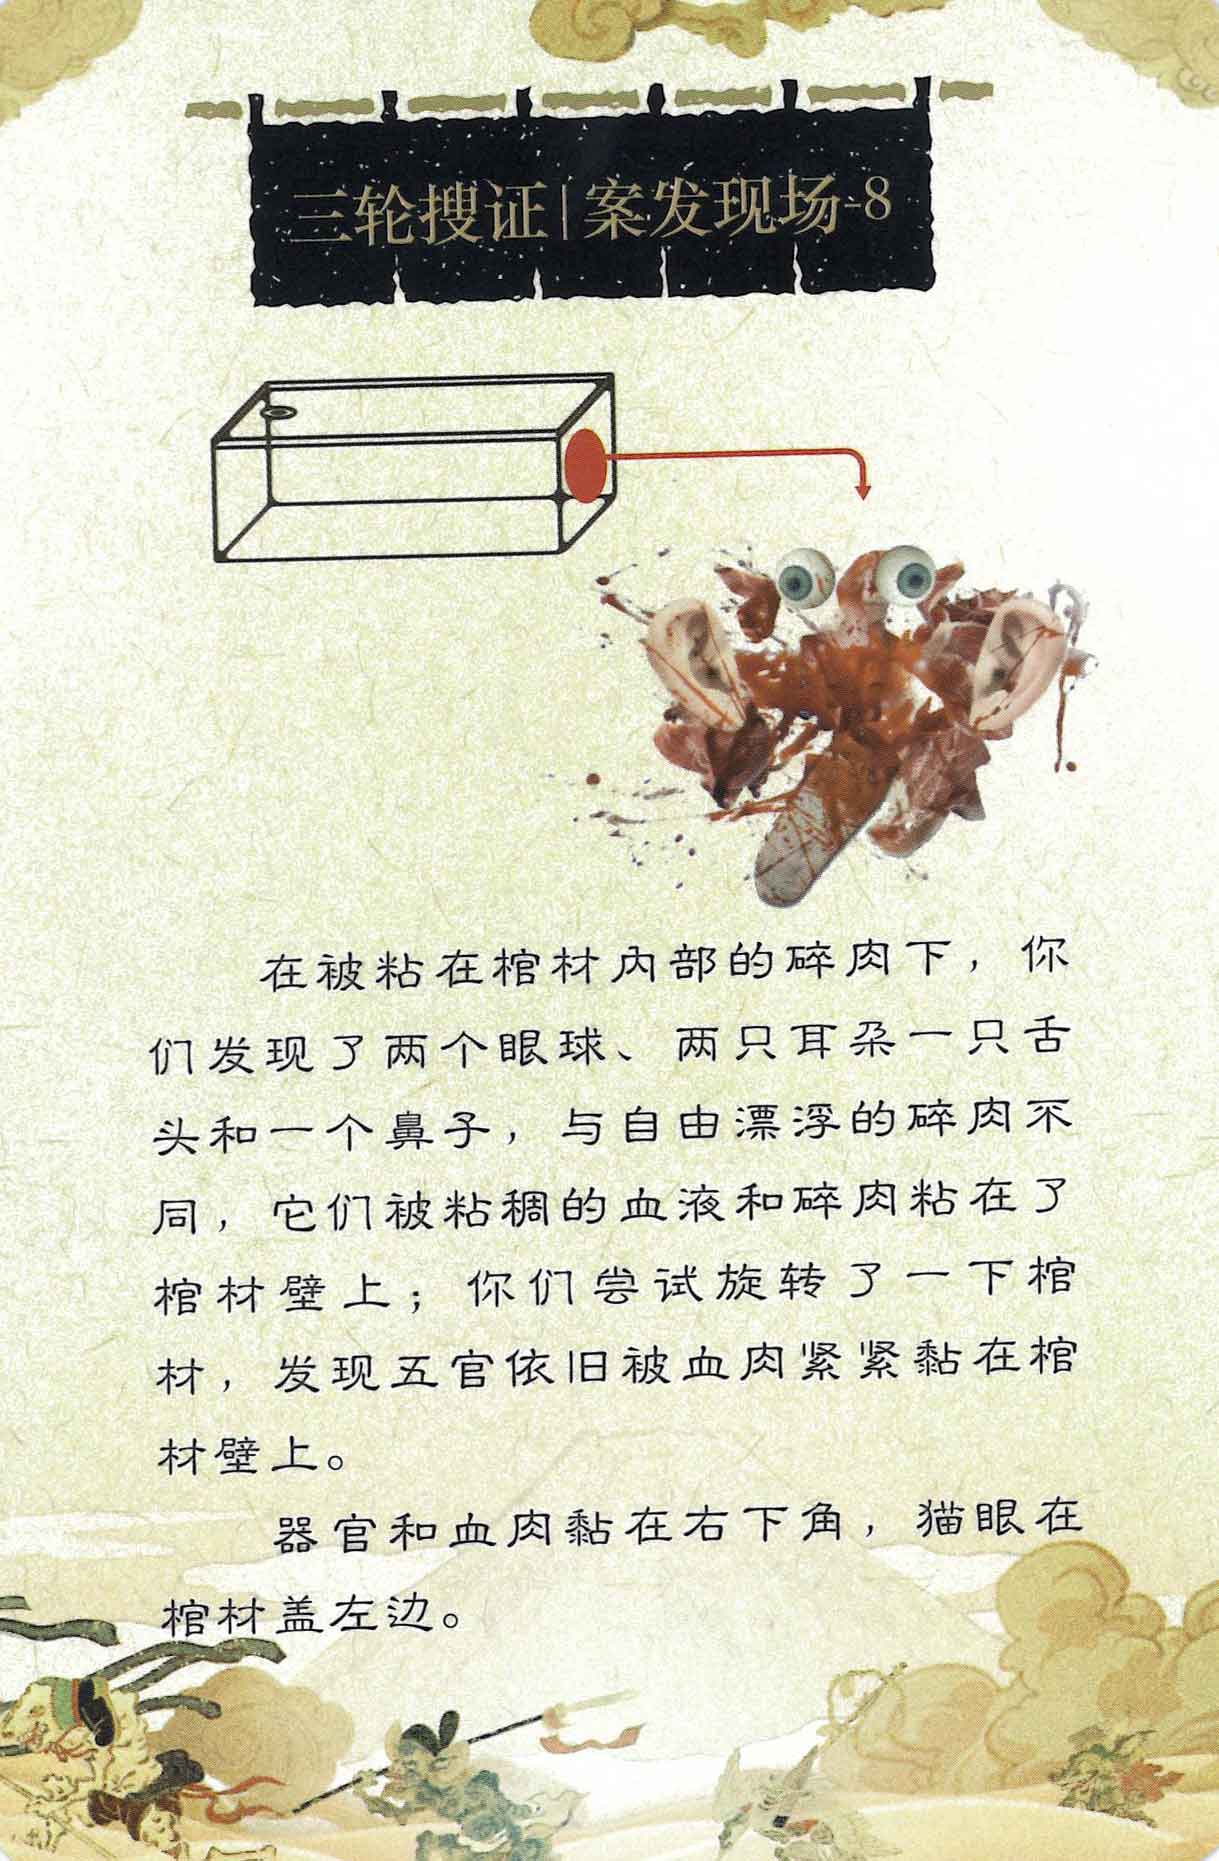 三轮搜证|案发现场-8
在被粘在棺材内部的碎肉下，你
们发现了两个眼球、两只耳朵一只舌
头和一个鼻子，与自由漂浮的碎肉不
同，它们被粘稠的血液和碎肉粘在了
棺材壁上；你们尝试旋转了一下棺
材，发现五官依旧被血肉紧紧黏在棺
材壁上。
器官和血肉黏在右下角，猫眼在
棺材盖左边。